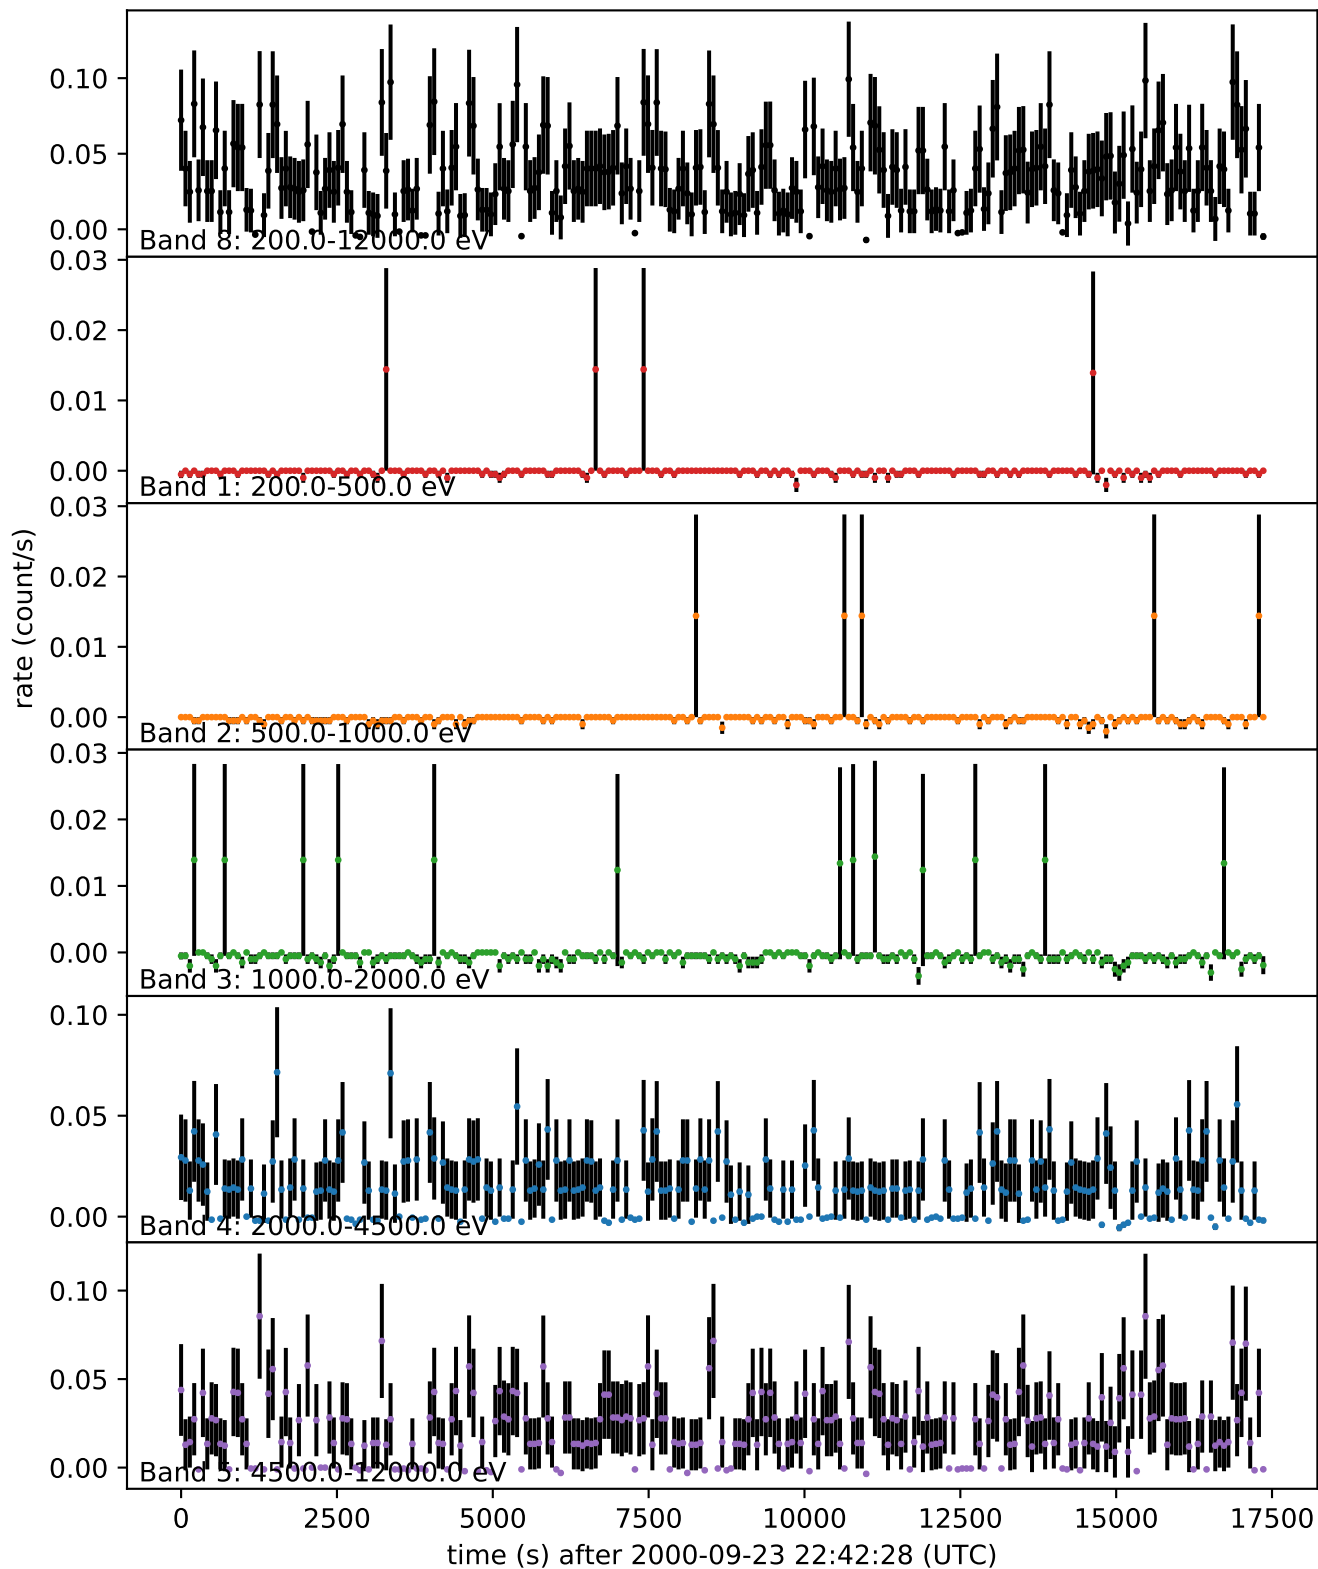 0.10
0.05
0.00
Band 8: 200.0-12000.0 eV
0.03
0.02
0.01
0.00
Band 1: 200.0-500.0 eV
0.03
0.02
0.01
0.00
Band 2: 500.0-1000.0 eV
rate (count/s)
0.03
0.02
0.01
0.00
Band 3: 1000.0-2000.0 eV
0.10
0.05
0.00
Band 4: 2000.0-4500.0 eV
0.10
0.05
0.00
Band 5: 4500.0-12000.0 eV
0 2500 5000 7500 10000 12500 15000 17500
time (s) after 2000-09-23 22:42:28 (UTC)